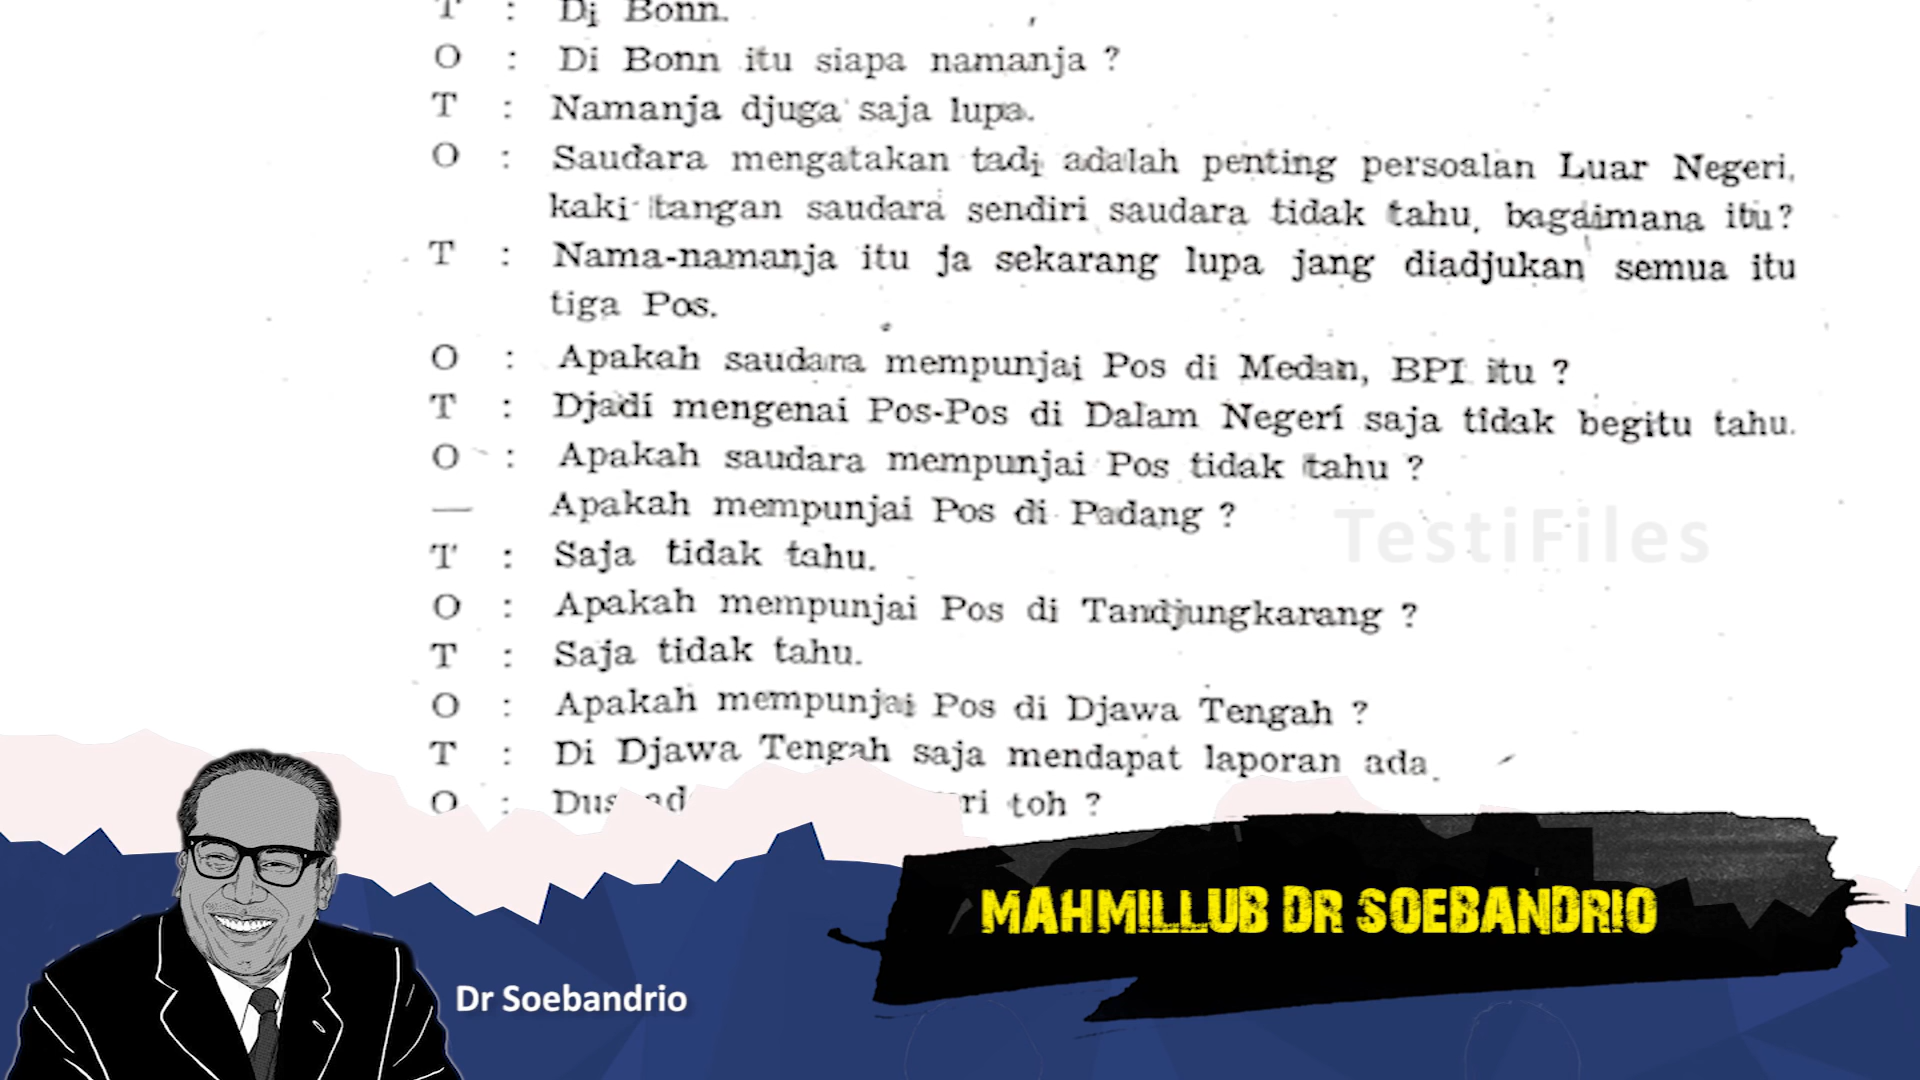 T : Di Bonn.
O : Di Bonn itu siapa namanja ?
T : Namanja djuga saja lupa.
O : Saudara mengatakan tadi adalah penting persoalan Luar Negeri,
kaki tangan saudara sendiri saudara tidak tahu, bagaimana itu?
T : Nama-namanja itu ja sekarang lupa jang diadjukan semua itu
tiga Pos.
O : Apakah saudara mempunjai Pos di Medan, BPI itu ?
T : Djadi mengenai Pos-Pos di Dalam Negeri saja tidak begitu tahu.
O : Apakah saudara mempunjai Pos tidak tahu ?
— Apakah mempunjai Pos di Padang ?
TestiFiles
T : Saja tidak tahu.
O : Apakah mempunjai Pos di Tandjungkarang ?
T : Saja tidak tahu.
O : Apakah mempunjai Pos di Djawa Tengah ?
T : Di Djawa Tengah saja mendapat laporan ada.
O : toh ?
MAHMILLUB DR SOEBANDRIO
Dr Soebandrio